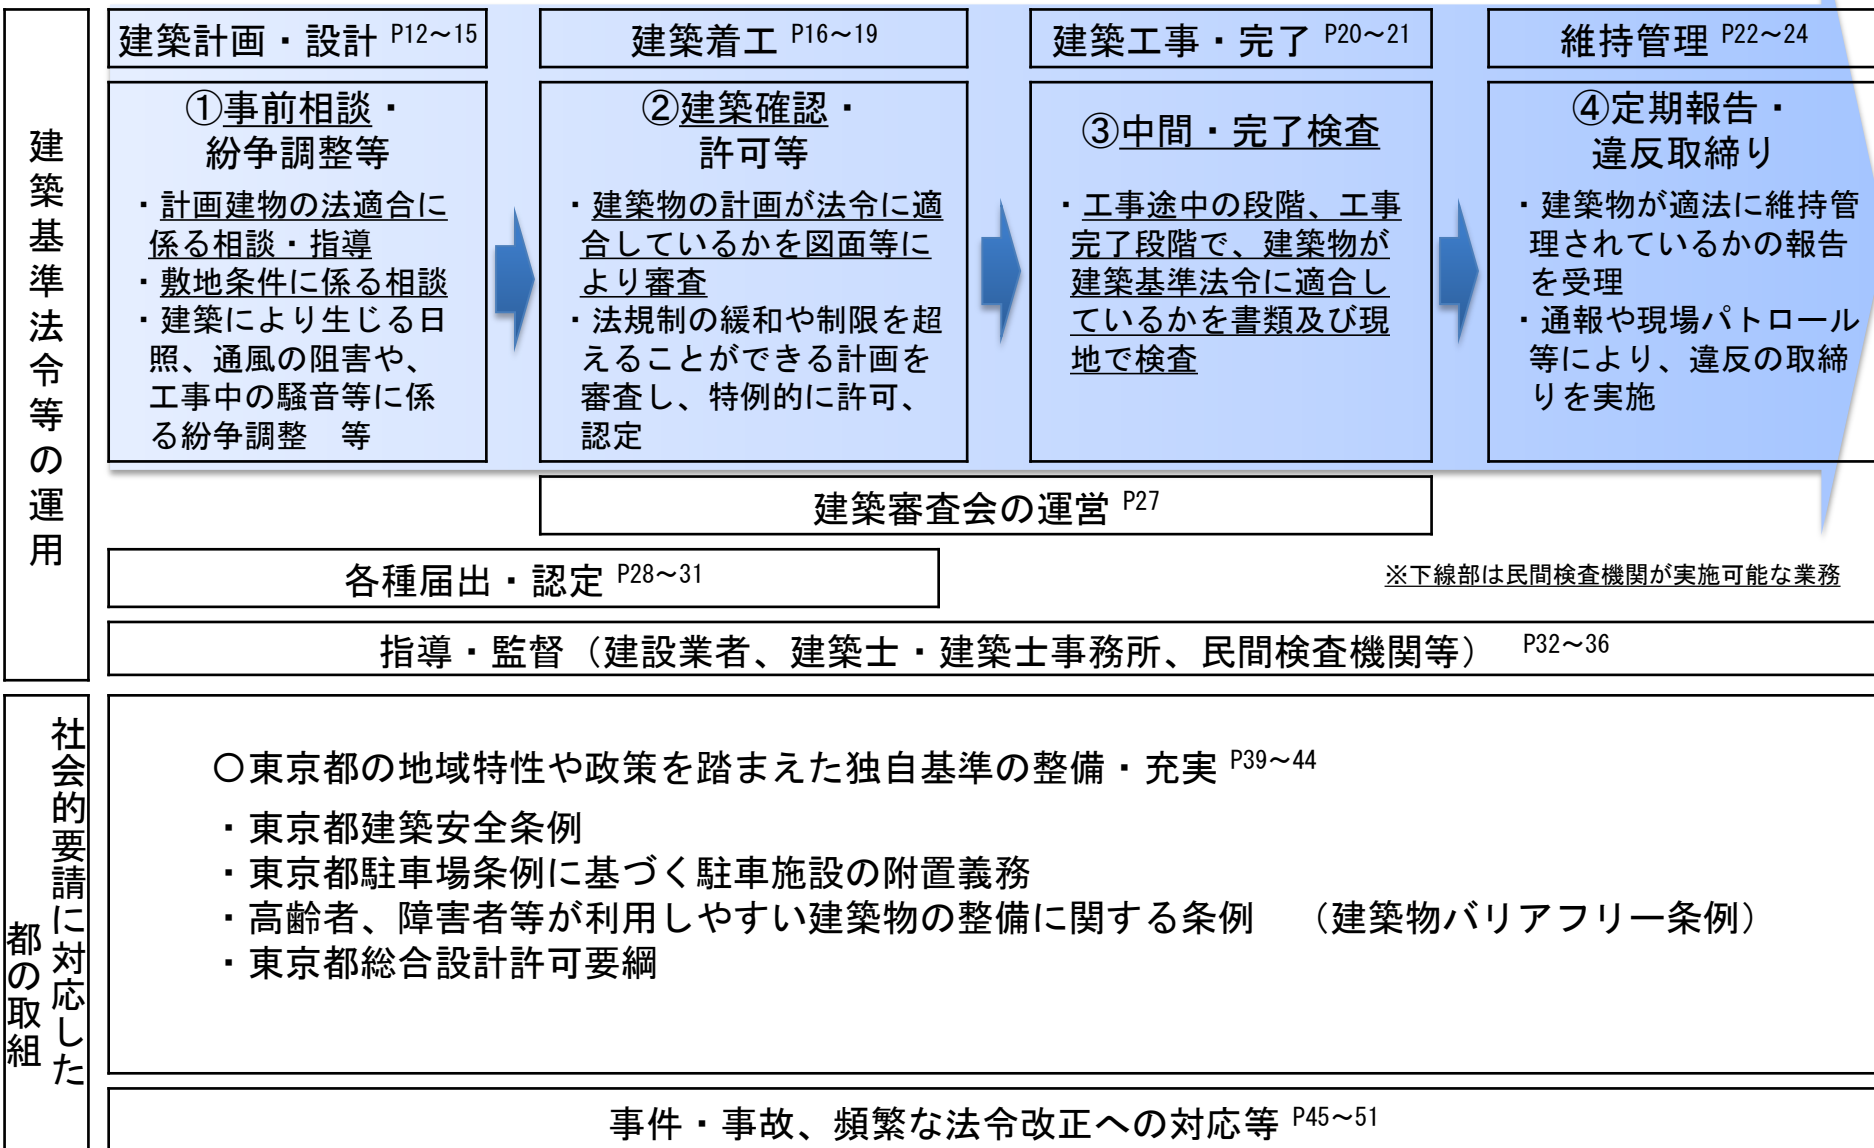 建築基準法令等の運用
建築計画・設計 P12～15
建築着工 P16～19
建築工事・完了 P20～21
維持管理 P22～24
①事前相談・
紛争調整等
・計画建物の法適合に
係る相談・指導
・敷地条件に係る相談
・建築により生じる日
照、通風の阻害や、
工事中の騒音等に係
る紛争調整　等
②建築確認・
許可等
・建築物の計画が法令に適
合しているかを図面等に
より審査
・法規制の緩和や制限を超
えることができる計画を
審査し、特例的に許可、
認定
③中間・完了検査
・工事途中の段階、工事
完了段階で、建築物が
建築基準法令に適合し
ているかを書類及び現
地で検査
④定期報告・
違反取締り
・建築物が適法に維持管
理されているかの報告
を受理
・通報や現場パトロール
等により、違反の取締
りを実施
建築審査会の運営 P27
各種届出・認定 P28～31
※下線部は民間検査機関が実施可能な業務
指導・監督（建設業者、建築士・建築士事務所、民間検査機関等） P32～36
社会的要請に対応した
都の取組
〇東京都の地域特性や政策を踏まえた独自基準の整備・充実 P39～44
・東京都建築安全条例
・東京都駐車場条例に基づく駐車施設の附置義務
・高齢者、障害者等が利用しやすい建築物の整備に関する条例　（建築物バリアフリー条例）
・東京都総合設計許可要綱
事件・事故、頻繁な法令改正への対応等 P45～51